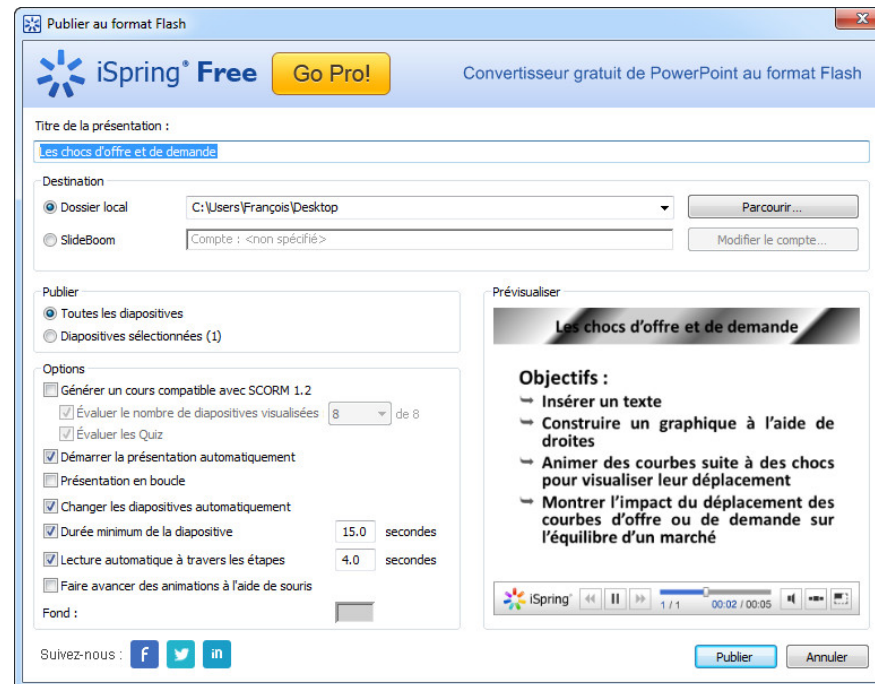 Publier au format Flash
iSpring® Free
Go Pro!
Convertisseur gratuit de PowerPoint au format Flash
Titre de la présentation :
Les chocs d'offre et de demande
Destination
Dossier local
C:\Users\François\Desktop
Parcourir...
SlideBoom
Compte : <non spécifié>
Modifier le compte...
Publier
Toutes les diapositives
Diapositives sélectionnées (1)
Options
Générer un cours compatible avec SCORM 1.2
Évaluer le nombre de diapositives visualisées 8 de 8
Évaluer les Quiz
Démarrer la présentation automatiquement
Présentation en boucle
Changer les diapositives automatiquement
Durée minimum de la diapositive 15.0 secondes
Lecture automatique à travers les étapes 4.0 secondes
Faire avancer des animations à l'aide de souris
Fond :
Prévisualiser
Les chocs d'offre et de demande
Objectifs :
Insérer un texte
Construire un graphique à l'aide de
droites
Animer des courbes suite à des chocs
pour visualiser leur déplacement
Montrer l'impact du déplacement des
courbes d'offre ou de demande sur
l'équilibre d'un marché
iSpring® 1 / 1 00:02 / 00:05
Suivez-nous : f in
Publier
Annuler